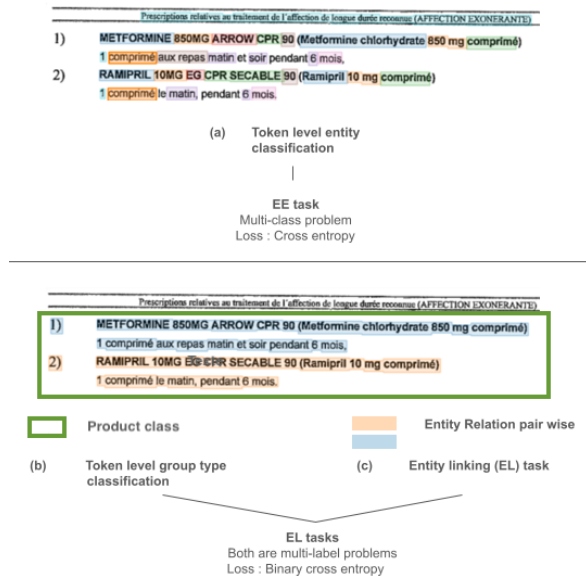 Prescriptions relatives au traitement de l'affection de longue durée reconnue (AFFECTION EXONERANTE)
1) METFORMINE 850MG ARROW CPR 90 (Metformine chlorhydrate 850 mg comprimé)
1 comprimé aux repas matin et soir pendant 6 mois,
2) RAMIPRIL 10MG EG CPR SECABLE 90 (Ramipril 10 mg comprimé)
1 comprimé le matin, pendant 6 mois.
(a) Token level entity
classification
EE task
Multi-class problem
Loss : Cross entropy
Prescriptions relatives au traitement de l'affection de longue durée reconnue (AFFECTION EXONERANTE)
1) METFORMINE 850MG ARROW CPR 90 (Metformine chlorhydrate 850 mg comprimé)
1 comprimé aux repas matin et soir pendant 6 mois,
2) RAMIPRIL 10MG EG CPR SECABLE 90 (Ramipril 10 mg comprimé)
1 comprimé le matin, pendant 6 mois.
Product class
Entity Relation pair wise
(b) Token level group type
classification
(c) Entity linking (EL) task
EL tasks
Both are multi-label problems
Loss : Binary cross entropy